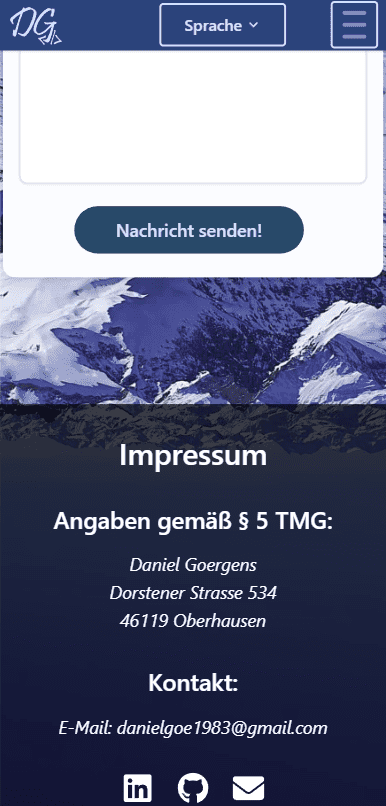 DG
Sprache
Nachricht senden!
Impressum
Angaben gemäß § 5 TMG:
Daniel Goergens
Dorstener Strasse 534
46119 Oberhausen
Kontakt:
E-Mail: danielgoe1983@gmail.com